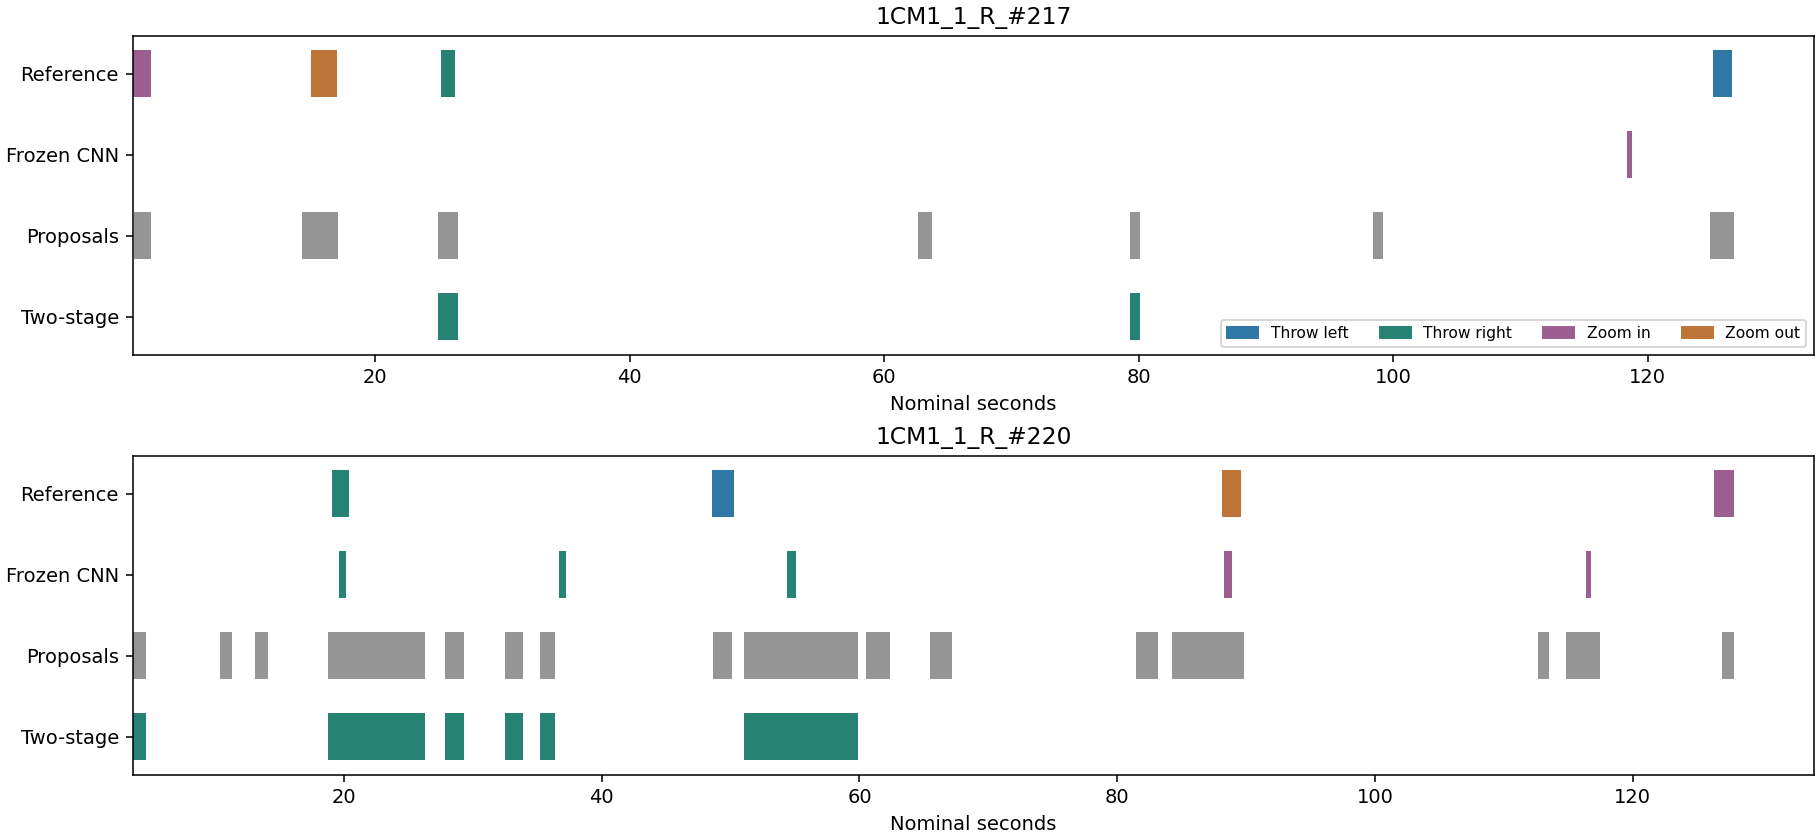 1CM1_1_R_#217
Reference
Frozen CNN
Proposals
Two-stage
Throw left Throw right Zoom in Zoom out
20 40 60 80 100 120
Nominal seconds
1CM1_1_R_#220
Reference
Frozen CNN
Proposals
Two-stage
20 40 60 80 100 120
Nominal seconds